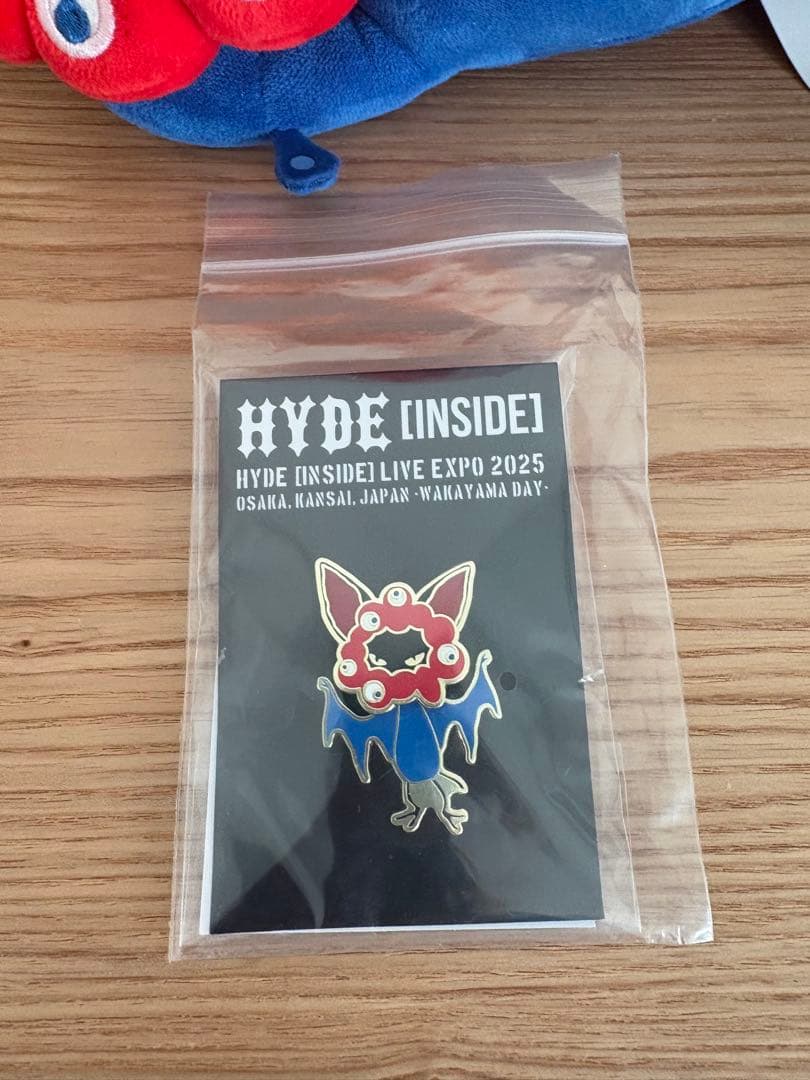 HYDE [INSIDE]
HYDE [INSIDE] LIVE EXPO 2025
OSAKA, KANSAI, JAPAN -WAKAYAMA DAY-